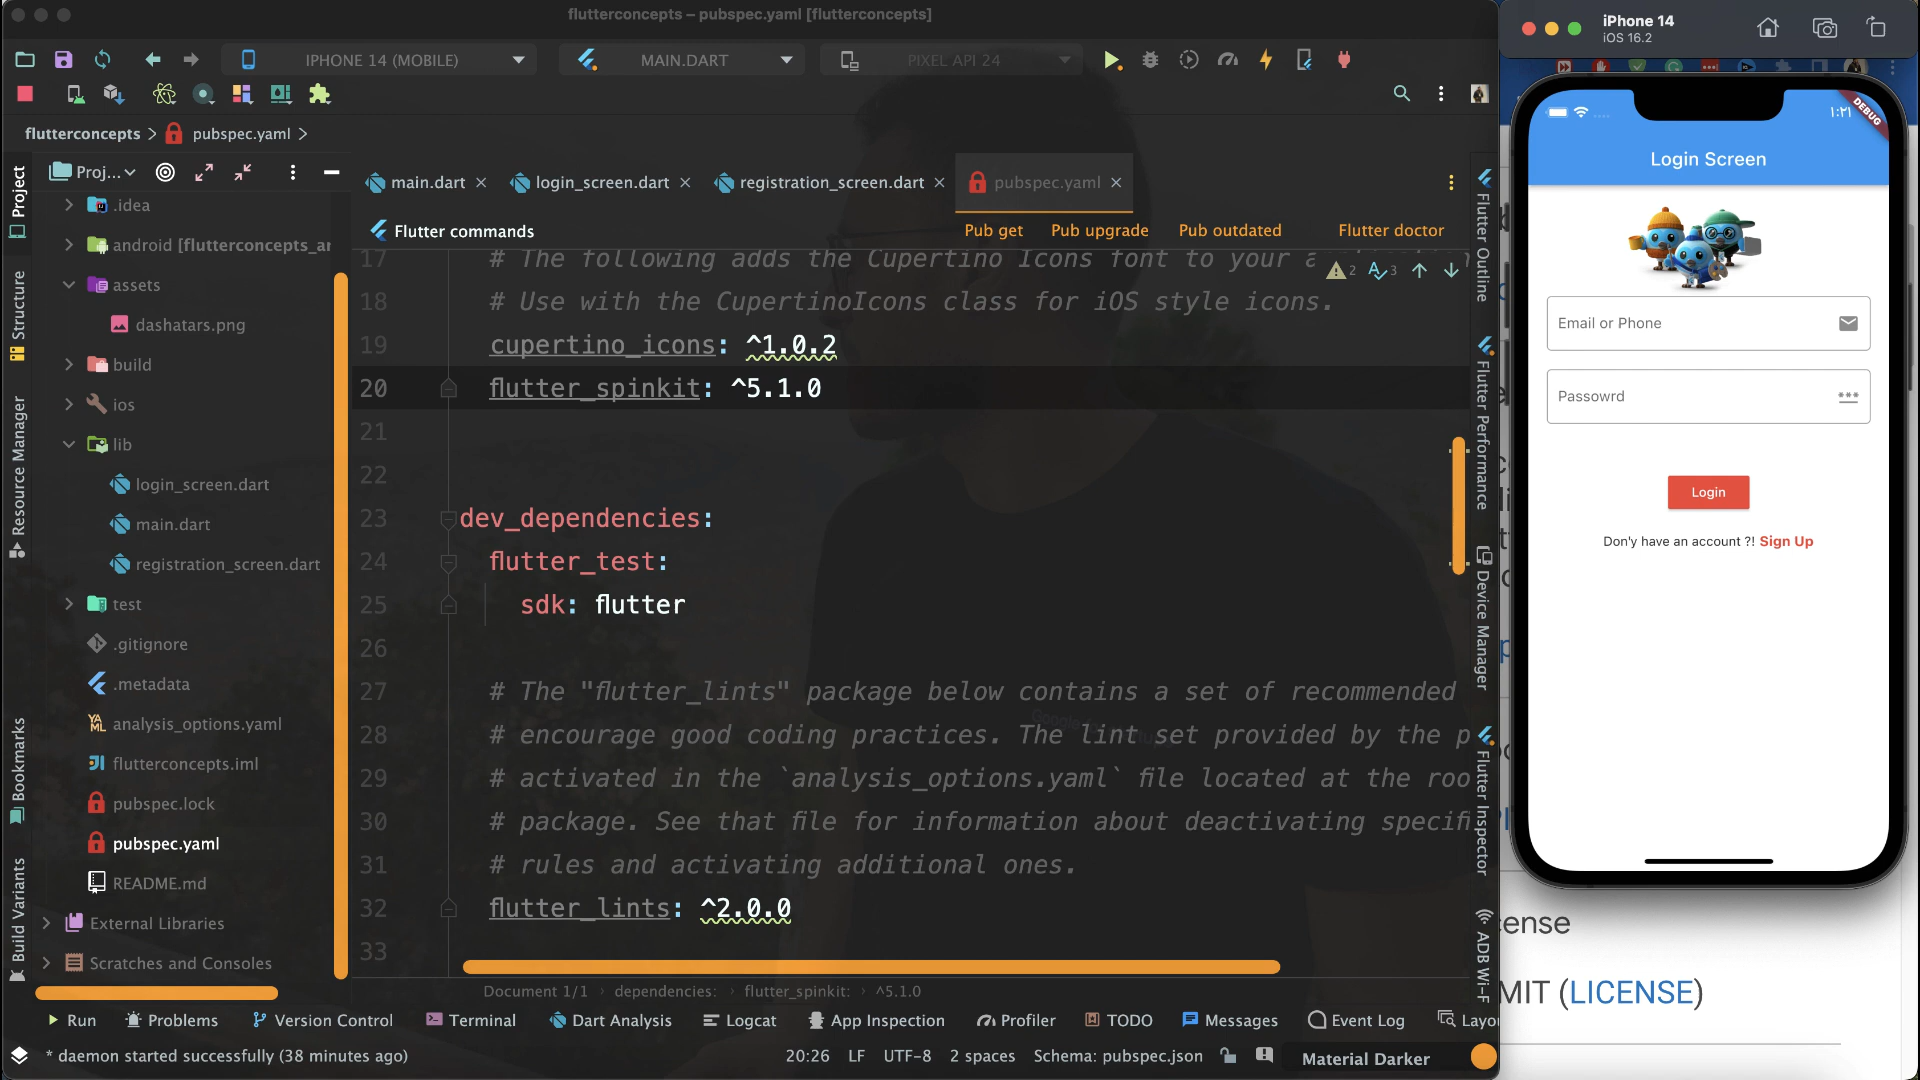 flutterconcepts – pubspec.yaml [flutterconcepts]
IPHONE 14 (MOBILE)
MAIN.DART
PIXEL API 24
flutterconcepts
pubspec.yaml
Project
Structure
Resource Manager
Bookmarks
Build Variants
Proj...
.idea
android [flutterconcepts_ar
assets
dashatars.png
build
ios
lib
login_screen.dart
main.dart
registration_screen.dart
test
.gitignore
.metadata
analysis_options.yaml
flutterconcepts.iml
pubspec.lock
pubspec.yaml
README.md
External Libraries
Scratches and Consoles
main.dart
login_screen.dart
registration_screen.dart
pubspec.yaml
Flutter commands
Pub get
Pub upgrade
Pub outdated
Flutter doctor
2
3
17 # The following adds the Cupertino Icons font to your a
18 # Use with the CupertinoIcons class for iOS style icons.
19 cupertino_icons: ^1.0.2
20 flutter_spinkit: ^5.1.0
21
22
23 dev_dependencies:
24 flutter_test:
25 sdk: flutter
26
27 # The "flutter_lints" package below contains a set of recommended
28 # encourage good coding practices. The lint set provided by the p
29 # activated in the `analysis_options.yaml` file located at the roo
30 # package. See that file for information about deactivating specifi
31 # rules and activating additional ones.
32 flutter_lints: ^2.0.0
33
Document 1/1
dependencies:
flutter_spinkit:
^5.1.0
Flutter Outline
Flutter Performance
Device Manager
Flutter Inspector
ADB Wi-F
Run
Problems
Version Control
Terminal
Dart Analysis
Logcat
App Inspection
Profiler
TODO
Messages
Event Log
Layou
* daemon started successfully (38 minutes ago)
20:26
LF
UTF-8
2 spaces
Schema: pubspec.json
Material Darker
iPhone 14
iOS 16.2
١:٢١
DEBUG
Login Screen
Email or Phone
Passowrd
Login
Don'y have an account ?! Sign Up
cense
MIT (LICENSE)